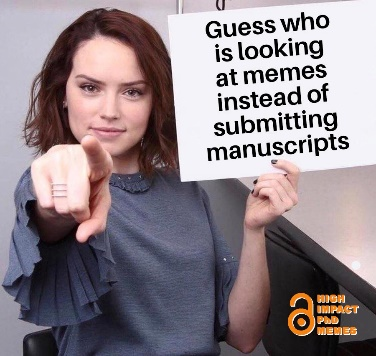 Guess who
is looking
at memes
instead of
submitting
manuscripts
HIGH
IMPACT
PhD
MEMES